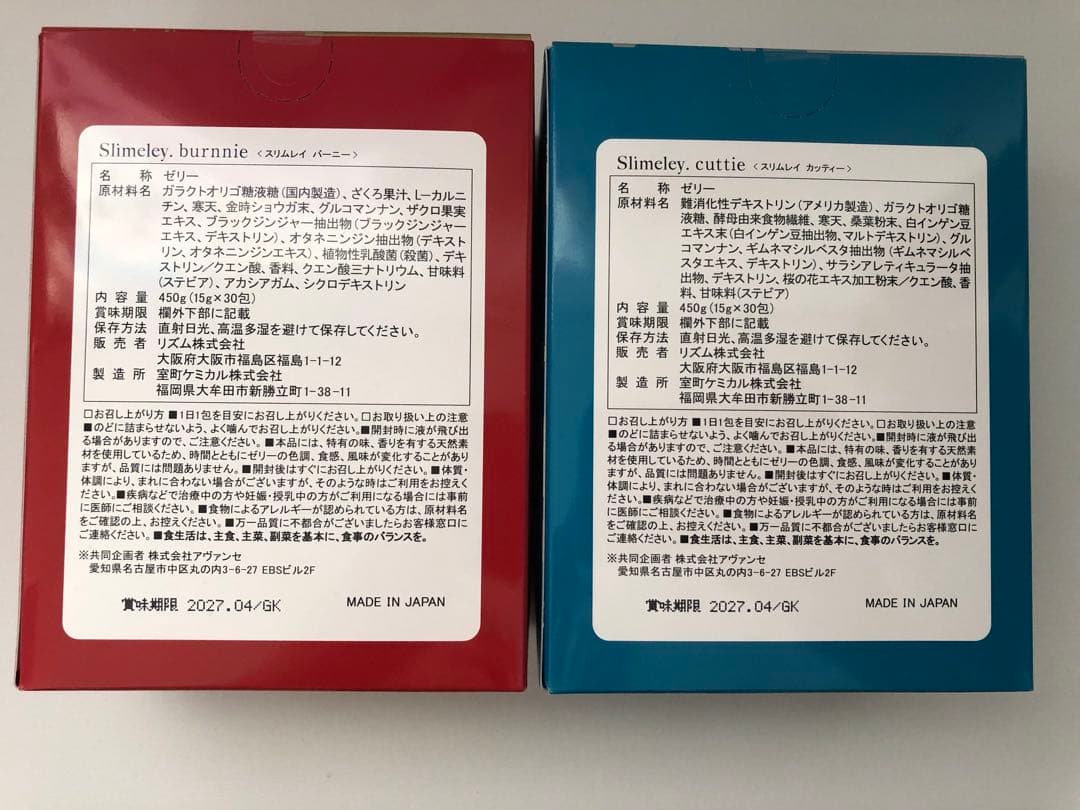 Slimeley. burnnie <スリムレイ バーニー>
名　　称 ゼリー
原材料名 ガラクトオリゴ糖液糖(国内製造)、ざくろ果汁、L-カルニ
チン、寒天、金時ショウガ末、グルコマンナン、ザクロ果実
エキス、ブラックジンジャー抽出物(ブラックジンジャー
エキス、デキストリン)、オタネニンジン抽出物(デキスト
リン、オタネニンジンエキス)、植物性乳酸菌(殺菌)、デキ
ストリン/クエン酸、香料、クエン酸三ナトリウム、甘味料
(ステビア)、アカシアガム、シクロデキストリン
内 容 量 450g(15g×30包)
賞味期限 欄外下部に記載
保存方法 直射日光、高温多湿を避けて保存してください。
販 売 者 リズム株式会社
大阪府大阪市福島区福島1-1-12
製 造 所 室町ケミカル株式会社
福岡県大牟田市新勝立町1-38-11
□お召し上がり方 ■1日1包を目安にお召し上がりください。□お取り扱い上の注意
■のどに詰まらせないよう、よく噛んでお召し上がりください。■開封時に液が飛び出
る場合がありますので、ご注意ください。■本品には、特有の味、香りを有する天然素
材を使用しているため、時間とともにゼリーの色調、食感、風味が変化することがあり
ますが、品質には問題ありません。■開封後はすぐにお召し上がりください。■体質・
体調により、まれに合わない場合がございますが、そのような時はご利用をお控えくだ
さい。■疾病などで治療中の方や妊娠・授乳中の方がご利用になる場合には事前
に医師にご相談ください。■食物によるアレルギーが認められている方は、原材料名
をご確認の上、お控えください。■万一品質に不都合がございましたらお客様窓口に
ご連絡ください。■食生活は、主食、主菜、副菜を基本に、食事のバランスを。
※共同企画者 株式会社アヴァンセ
愛知県名古屋市中区丸の内3-6-27 EBSビル2F
賞味期限 2027.04/GK MADE IN JAPAN
Slimeley. cuttie <スリムレイ カッティー>
名　　称 ゼリー
原材料名 難消化性デキストリン(アメリカ製造)、ガラクトオリゴ糖
液糖、酵母由来食物繊維、寒天、桑葉粉末、白インゲン豆
エキス末(白インゲン豆抽出物、マルトデキストリン)、グル
コマンナン、ギムネマシルベスタ抽出物(ギムネマシルベ
スタエキス、デキストリン)、サラシアレティキュラータ抽
出物、デキストリン、桜の花エキス加工粉末/クエン酸、香
料、甘味料(ステビア)
内 容 量 450g(15g×30包)
賞味期限 欄外下部に記載
保存方法 直射日光、高温多湿を避けて保存してください。
販 売 者 リズム株式会社
大阪府大阪市福島区福島1-1-12
製 造 所 室町ケミカル株式会社
福岡県大牟田市新勝立町1-38-11
□お召し上がり方 ■1日1包を目安にお召し上がりください。□お取り扱い上の注意
■のどに詰まらせないよう、よく噛んでお召し上がりください。■開封時に液が飛び出
る場合がありますので、ご注意ください。■本品には、特有の味、香りを有する天然素
材を使用しているため、時間とともにゼリーの色調、食感、風味が変化することがあり
ますが、品質には問題ありません。■開封後はすぐにお召し上がりください。■体質・
体調により、まれに合わない場合がございますが、そのような時はご利用をお控えくだ
さい。■疾病などで治療中の方や妊娠・授乳中の方がご利用になる場合には事前
に医師にご相談ください。■食物によるアレルギーが認められている方は、原材料名
をご確認の上、お控えください。■万一品質に不都合がございましたらお客様窓口に
ご連絡ください。■食生活は、主食、主菜、副菜を基本に、食事のバランスを。
※共同企画者 株式会社アヴァンセ
愛知県名古屋市中区丸の内3-6-27 EBSビル2F
賞味期限 2027.04/GK MADE IN JAPAN